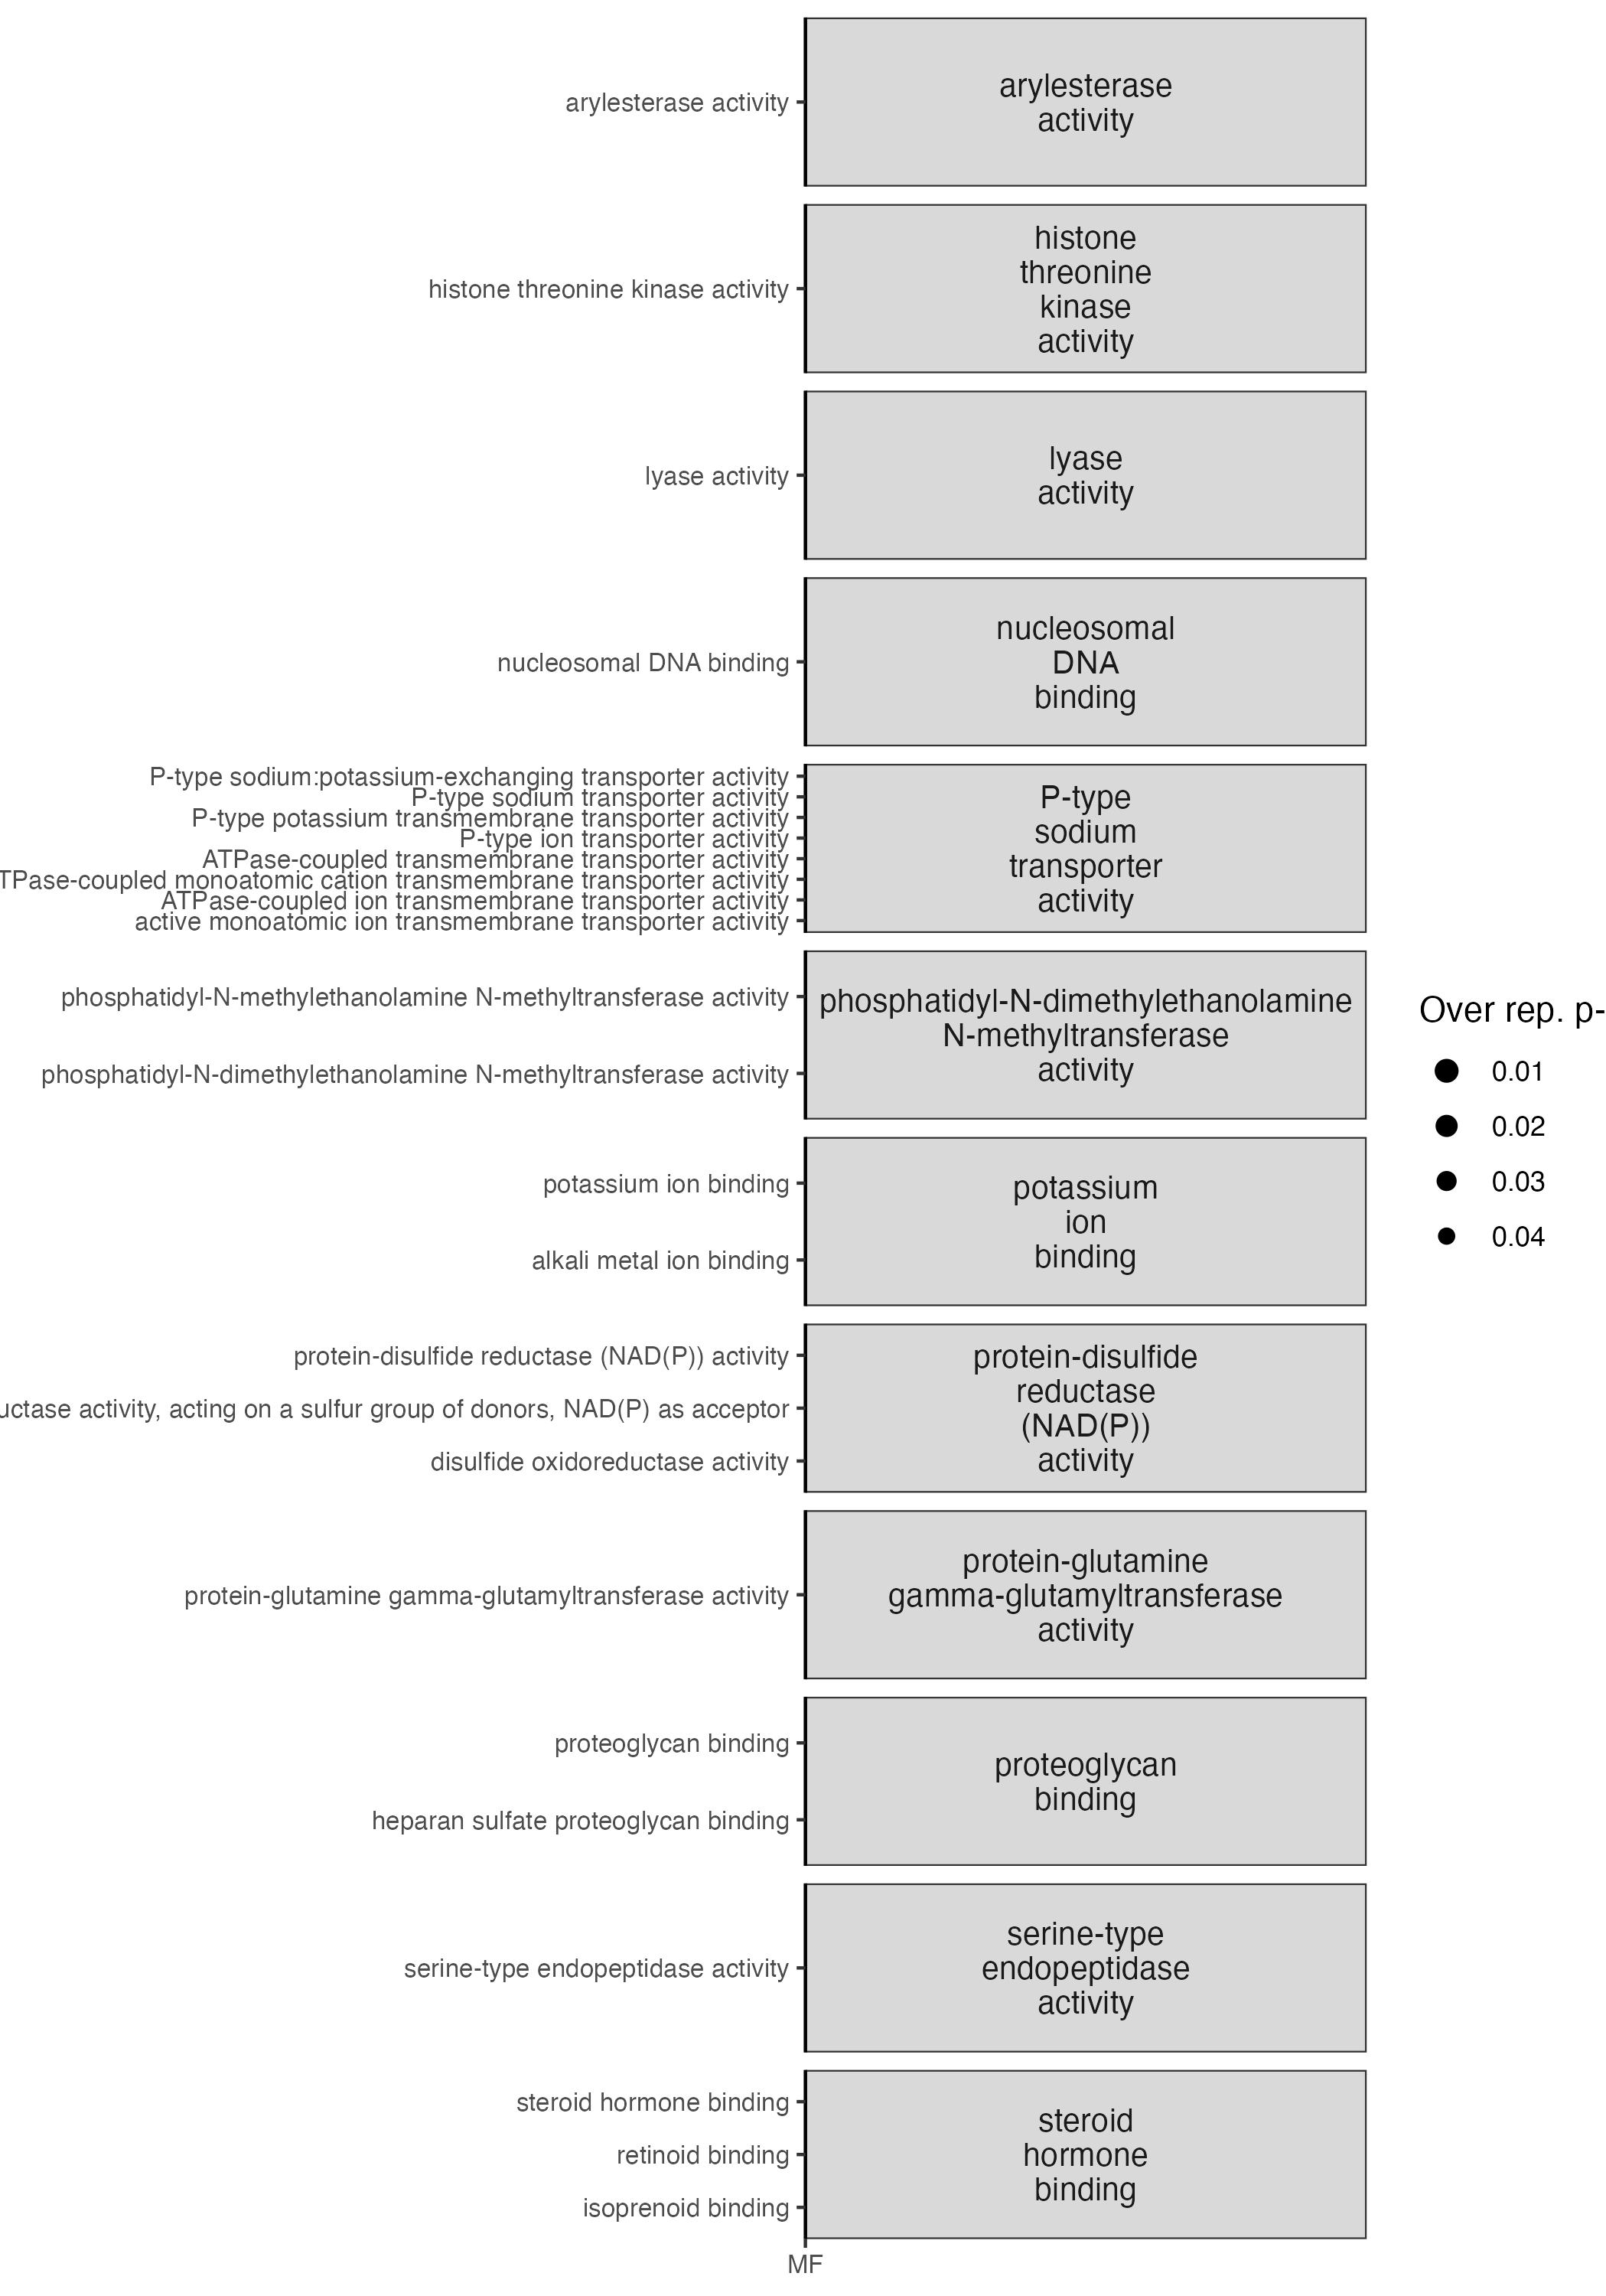 arylesterase activity
arylesterase
activity
histone threonine kinase activity
histone
threonine
kinase
activity
lyase activity
lyase
activity
nucleosomal DNA binding
nucleosomal
DNA
binding
P-type sodium:potassium-exchanging transporter activity
P-type sodium transporter activity
P-type potassium transmembrane transporter activity
P-type ion transporter activity
ATPase-coupled transmembrane transporter activity
TPase-coupled monoatomic cation transmembrane transporter activity
ATPase-coupled ion transmembrane transporter activity
active monoatomic ion transmembrane transporter activity
P-type
sodium
transporter
activity
phosphatidyl-N-methylethanolamine N-methyltransferase activity
phosphatidyl-N-dimethylethanolamine N-methyltransferase activity
phosphatidyl-N-dimethylethanolamine
N-methyltransferase
activity
potassium ion binding
alkali metal ion binding
potassium
ion
binding
protein-disulfide reductase (NAD(P)) activity
uctase activity, acting on a sulfur group of donors, NAD(P) as acceptor
disulfide oxidoreductase activity
protein-disulfide
reductase
(NAD(P))
activity
protein-glutamine gamma-glutamyltransferase activity
protein-glutamine
gamma-glutamyltransferase
activity
proteoglycan binding
heparan sulfate proteoglycan binding
proteoglycan
binding
serine-type endopeptidase activity
serine-type
endopeptidase
activity
steroid hormone binding
retinoid binding
isoprenoid binding
steroid
hormone
binding
MF
Over rep. p-
0.01
0.02
0.03
0.04